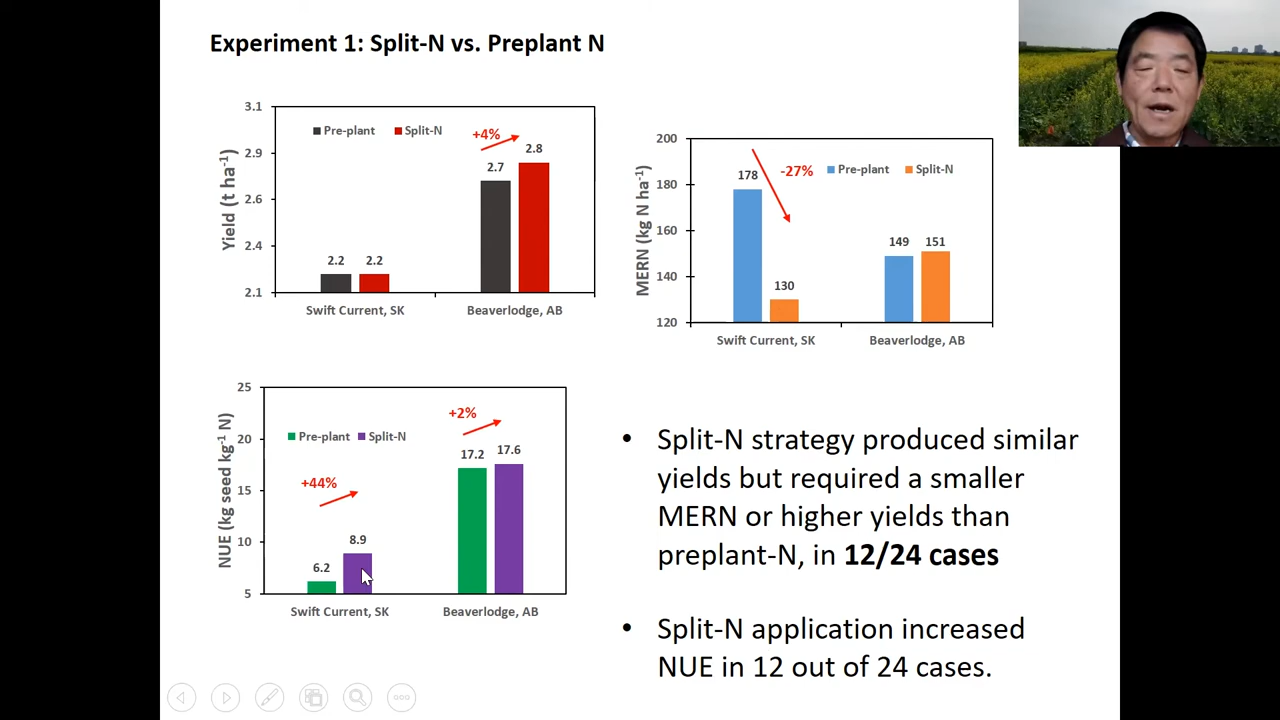 Experiment 1: Split-N vs. Preplant N
3.1
2.9
2.6
2.4
2.1
Yield (t ha-1)
Pre-plant
Split-N
+4%
2.2
2.2
2.7
2.8
Swift Current, SK
Beaverlodge, AB
200
180
160
140
120
MERN (kg N ha-1)
Pre-plant
Split-N
-27%
178
130
149
151
Swift Current, SK
Beaverlodge, AB
25
20
15
10
5
NUE (kg seed kg-1 N)
Pre-plant
Split-N
+44%
+2%
6.2
8.9
17.2
17.6
Swift Current, SK
Beaverlodge, AB
• Split-N strategy produced similar
yields but required a smaller
MERN or higher yields than
preplant-N, in 12/24 cases
• Split-N application increased
NUE in 12 out of 24 cases.